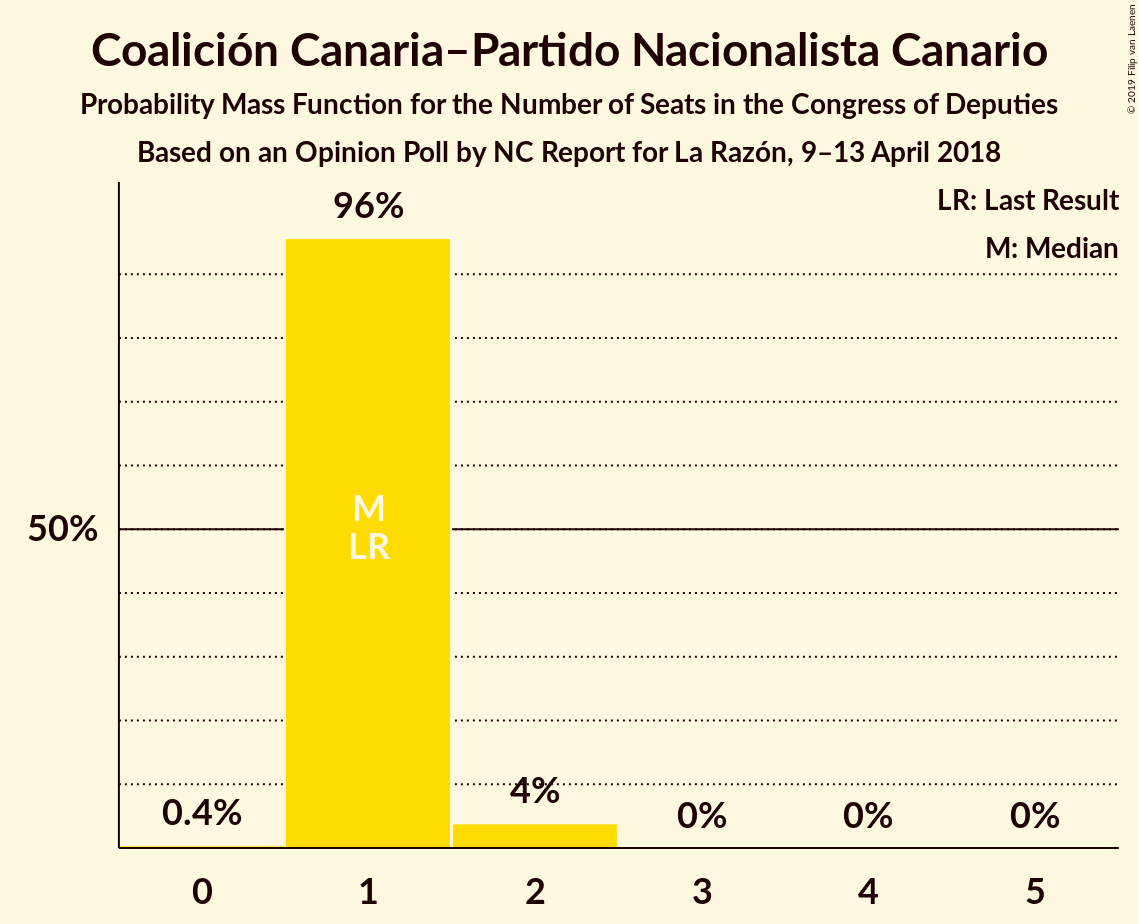 Coalición Canaria–Partido Nacionalista Canario
Probability Mass Function for the Number of Seats in the Congress of Deputies
Based on an Opinion Poll by NC Report for La Razón, 9–13 April 2018
© 2019 Filip van Laenen
LR: Last Result
M: Median
96%
50%
M
LR
0.4%
4%
0%
0%
0%
0
1
2
3
4
5